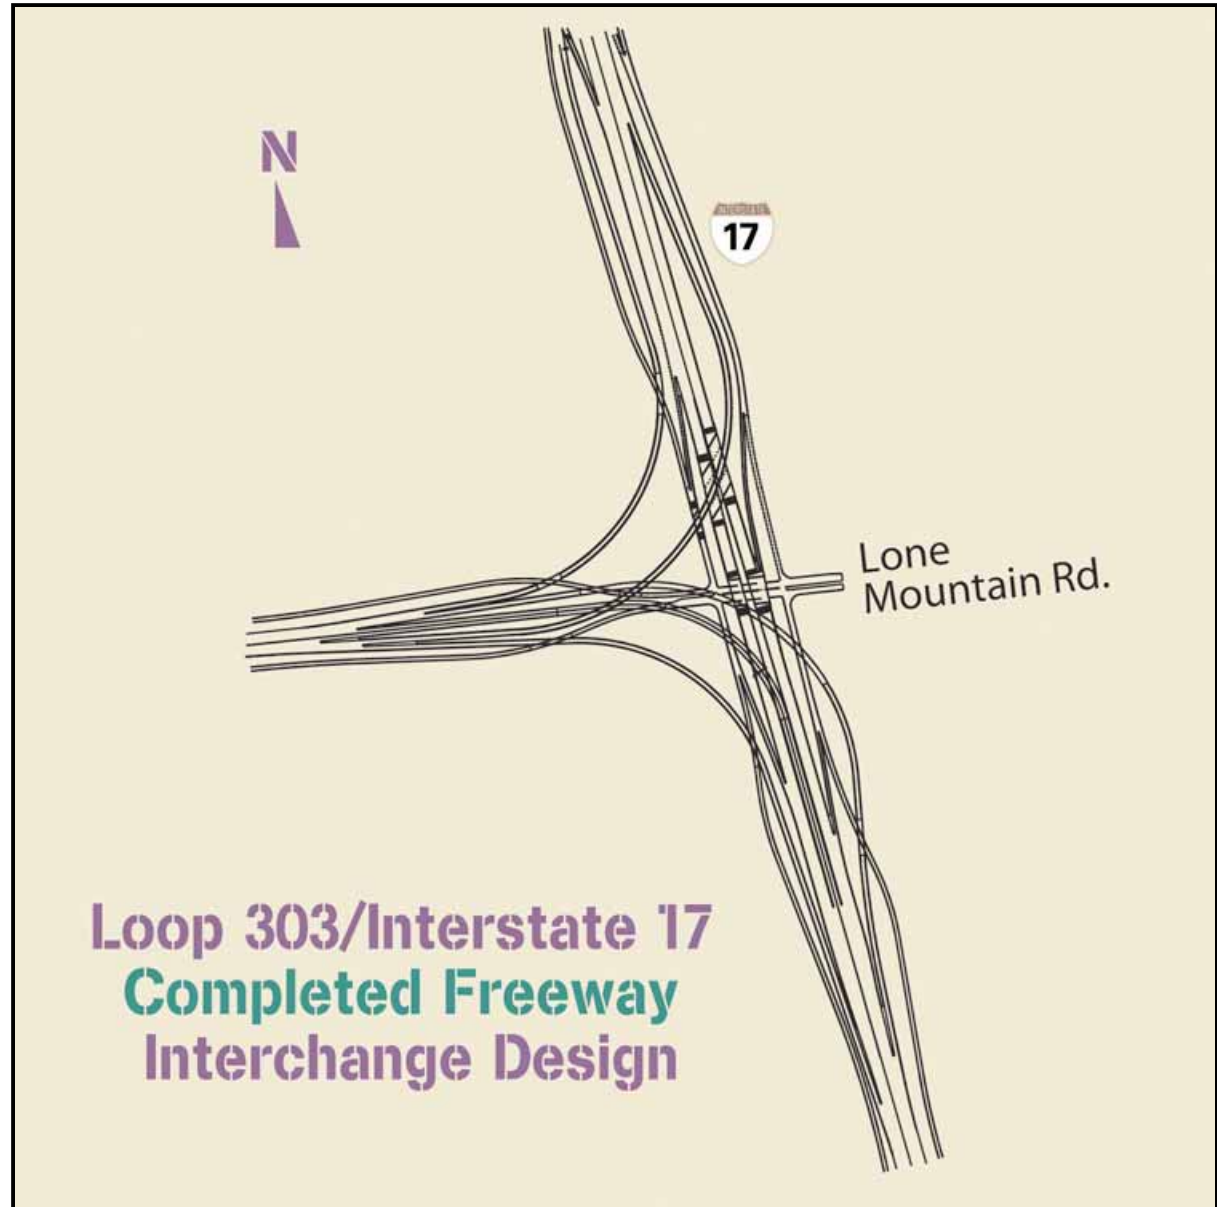 N
17
Lone
Mountain Rd.
Loop 303/Interstate 17
Completed Freeway
Interchange Design